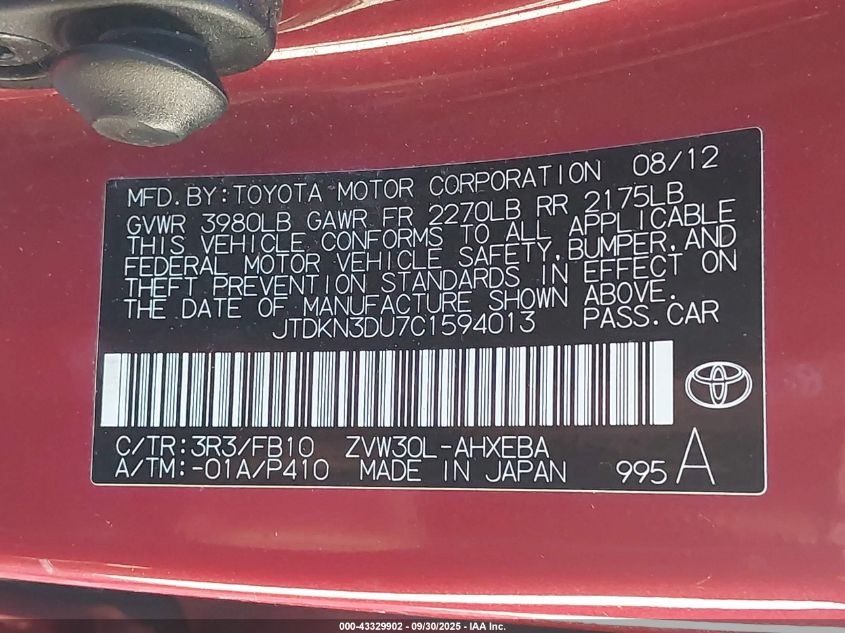 MFD.BY:TOYOTA MOTOR CORPORATION 08/12
GVWR 3980LB GAWR FR 2270LB RR 2175LB
THIS VEHICLE CONFORMS TO ALL APPLICABLE
FEDERAL MOTOR VEHICLE SAFETY,BUMPER,AND
THEFT PREVENTION STANDARDS IN EFFECT ON
THE DATE OF MANUFACTURE SHOWN ABOVE.
JTDKN3DU7C1594013 PASS.CAR
C/TR:3R3/FB10 ZVW30L-AHXEBA
A/TM:-01A/P410 MADE IN JAPAN 995 A
000-43329902 - 09/30/2025 - IAA Inc.